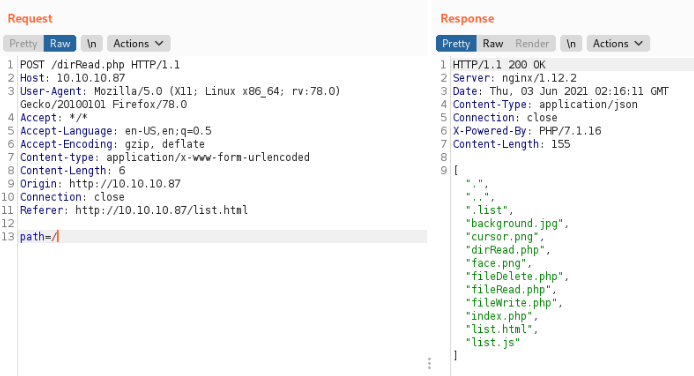 Request
Pretty Raw \n Actions
1 POST /dirRead.php HTTP/1.1
2 Host: 10.10.10.87
3 User-Agent: Mozilla/5.0 (X11; Linux x86_64; rv:78.0)
Gecko/20100101 Firefox/78.0
4 Accept: */*
5 Accept-Language: en-US,en;q=0.5
6 Accept-Encoding: gzip, deflate
7 Content-type: application/x-www-form-urlencoded
8 Content-Length: 6
9 Origin: http://10.10.10.87
10 Connection: close
11 Referer: http://10.10.10.87/list.html
12
13 path=/
Response
Pretty Raw Render \n Actions
1 HTTP/1.1 200 OK
2 Server: nginx/1.12.2
3 Date: Thu, 03 Jun 2021 02:16:11 GMT
4 Content-Type: application/json
5 Connection: close
6 X-Powered-By: PHP/7.1.16
7 Content-Length: 155
8
9 [
".",
"..",
".list",
"background.jpg",
"cursor.png",
"dirRead.php",
"face.png",
"fileDelete.php",
"fileRead.php",
"fileWrite.php",
"index.php",
"list.html",
"list.js"
]